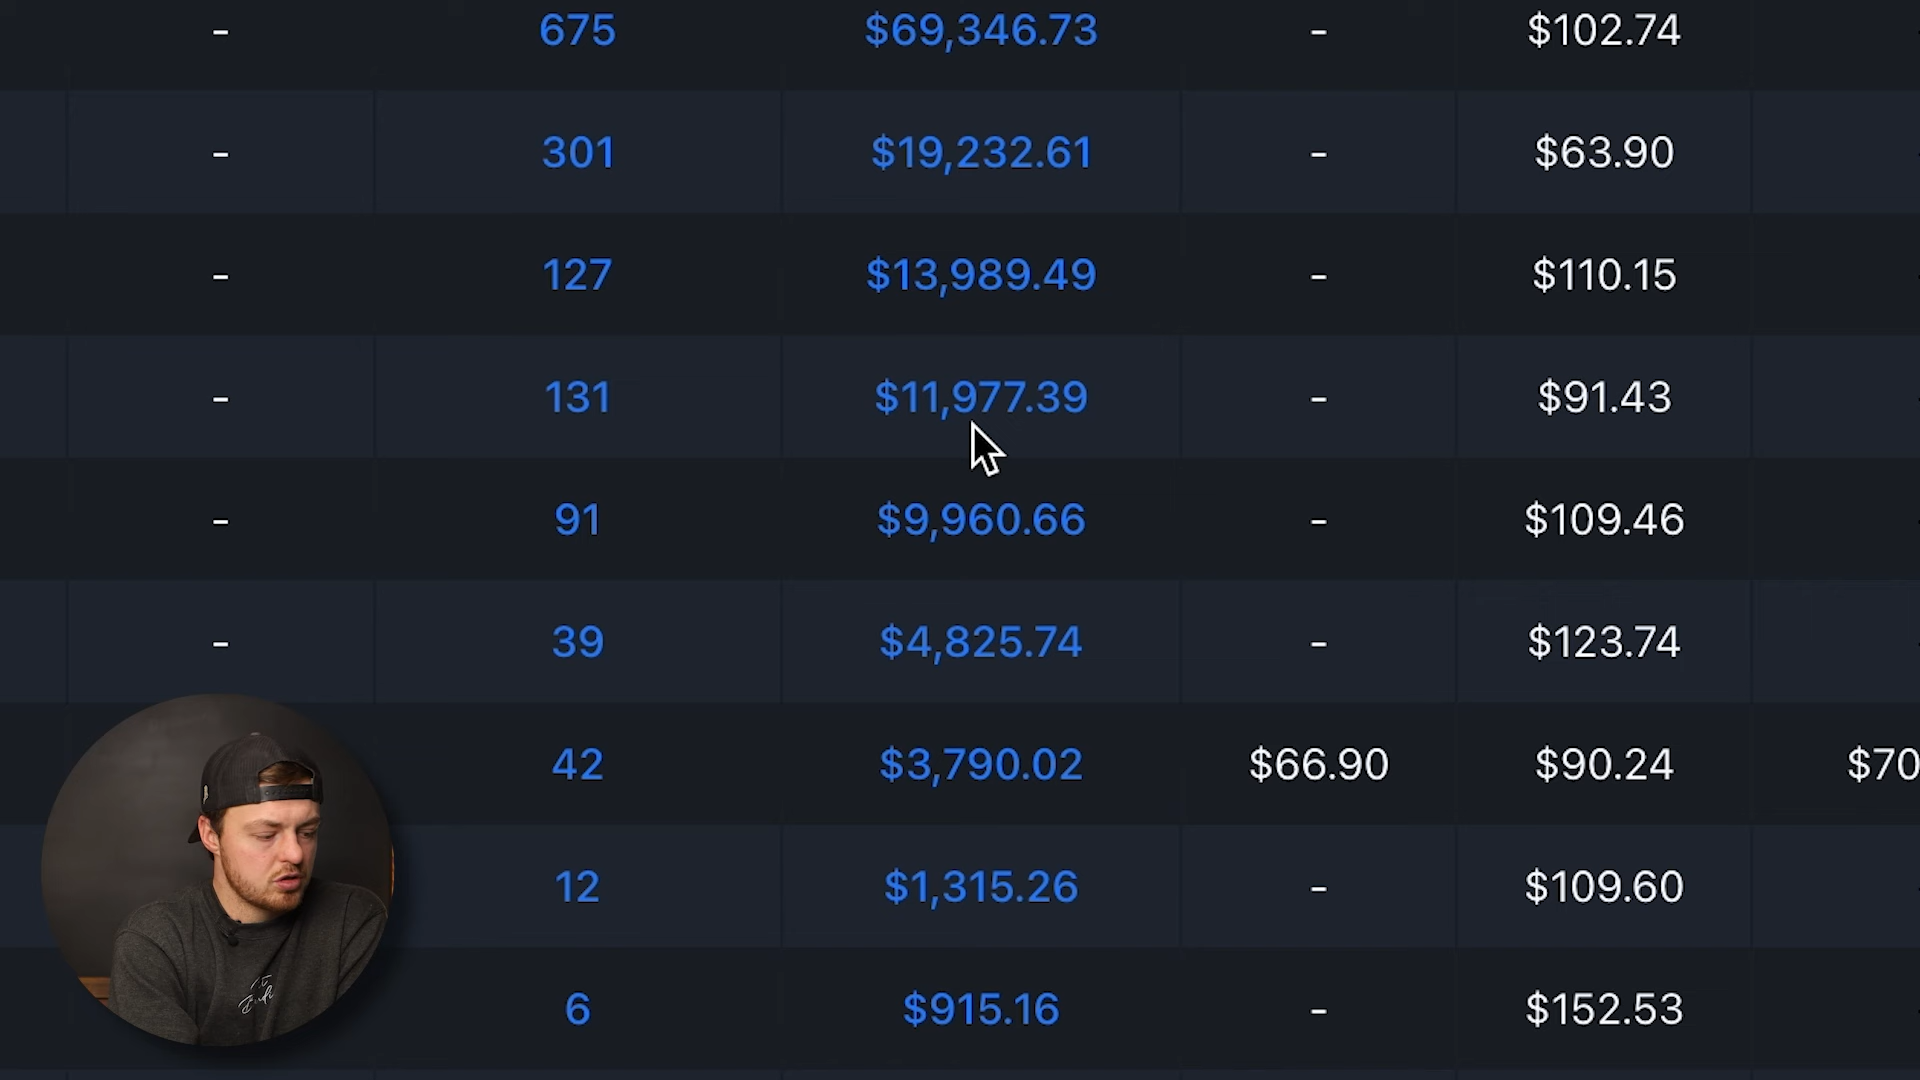 - 675 $69,346.73 - $102.74
- 301 $19,232.61 - $63.90
- 127 $13,989.49 - $110.15
- 131 $11,977.39 - $91.43
- 91 $9,960.66 - $109.46
- 39 $4,825.74 - $123.74
42 $3,790.02 $66.90 $90.24 $70
12 $1,315.26 - $109.60
6 $915.16 - $152.53